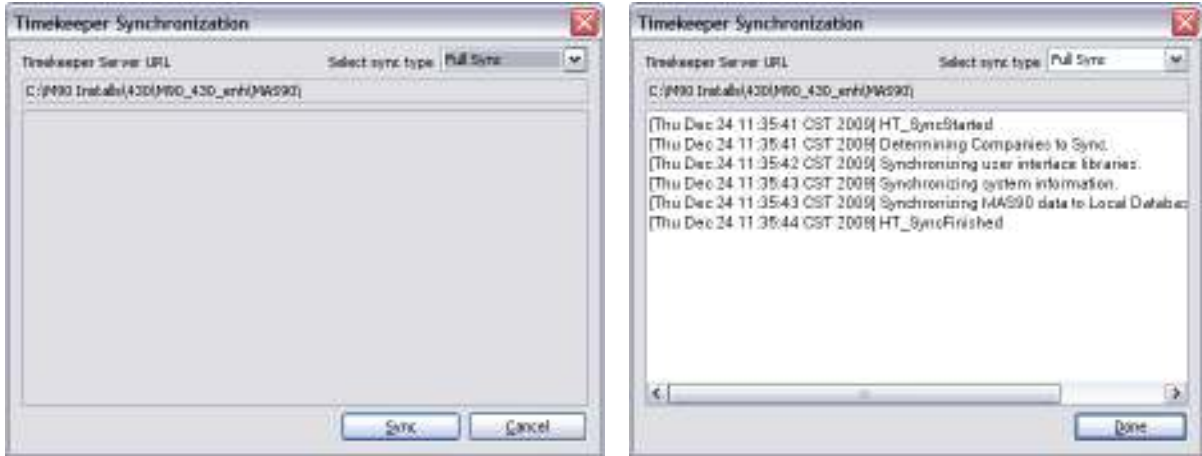 Timekeeper Synchronization
Timekeeper Server URL
Select sync type
Full Sync
C:\M90 Installs\430\M90_430_enh\MAS90\
Sync
Cancel
Timekeeper Synchronization
Timekeeper Server URL
Select sync type
Full Sync
C:\M90 Installs\430\M90_430_enh\MAS90\
[Thu Dec 24 11:35:41 CST 2009] HT_SyncStarted
[Thu Dec 24 11:35:41 CST 2009] Determining Companies to Sync.
[Thu Dec 24 11:35:42 CST 2009] Synchronizing user interface libraries.
[Thu Dec 24 11:35:43 CST 2009] Synchronizing system information.
[Thu Dec 24 11:35:43 CST 2009] Synchronizing MAS90 data to Local Databas
[Thu Dec 24 11:35:44 CST 2009] HT_SyncFinished
Done